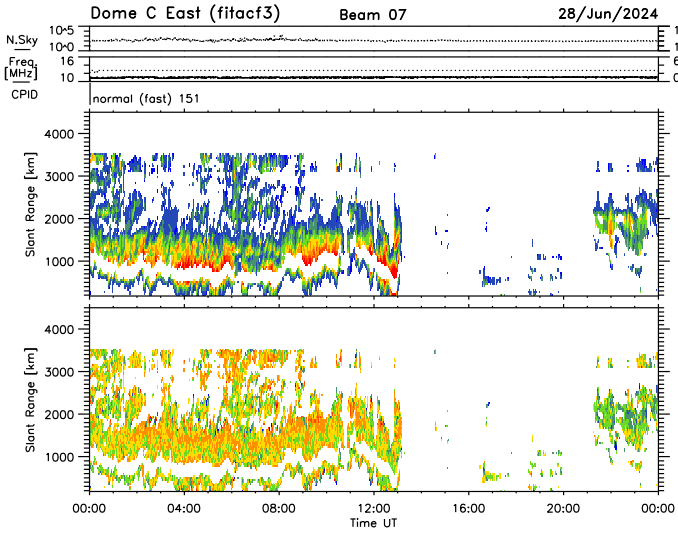 Dome C East (fitacf3) Beam 07 28/Jun/2024
N.Sky 10^5 10^0 1 1
Freq. [MHz] 16 10 6 0
CPID normal (fast) 151
Slant Range [km] 4000 3000 2000 1000
Slant Range [km] 4000 3000 2000 1000
00:00 04:00 08:00 12:00 16:00 20:00 00:00
Time UT